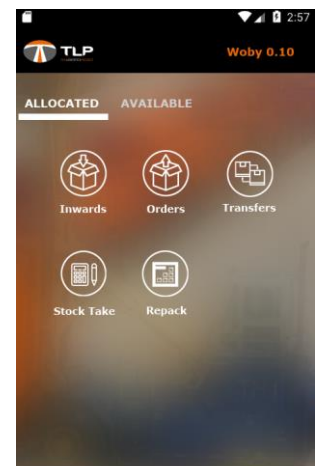 2:57
TLP
Woby 0.10
ALLOCATED AVAILABLE
Inwards Orders Transfers
Stock Take Repack